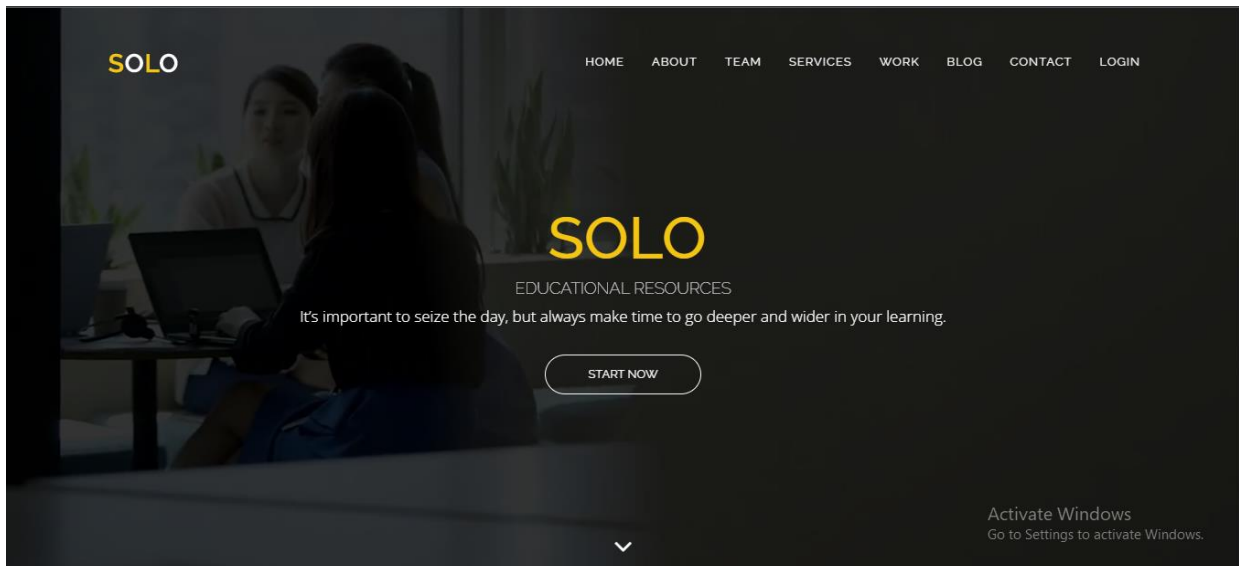 SOLO
HOME ABOUT TEAM SERVICES WORK BLOG CONTACT LOGIN
SOLO
EDUCATIONAL RESOURCES
It's important to seize the day, but always make time to go deeper and wider in your learning.
START NOW
Activate Windows
Go to Settings to activate Windows.